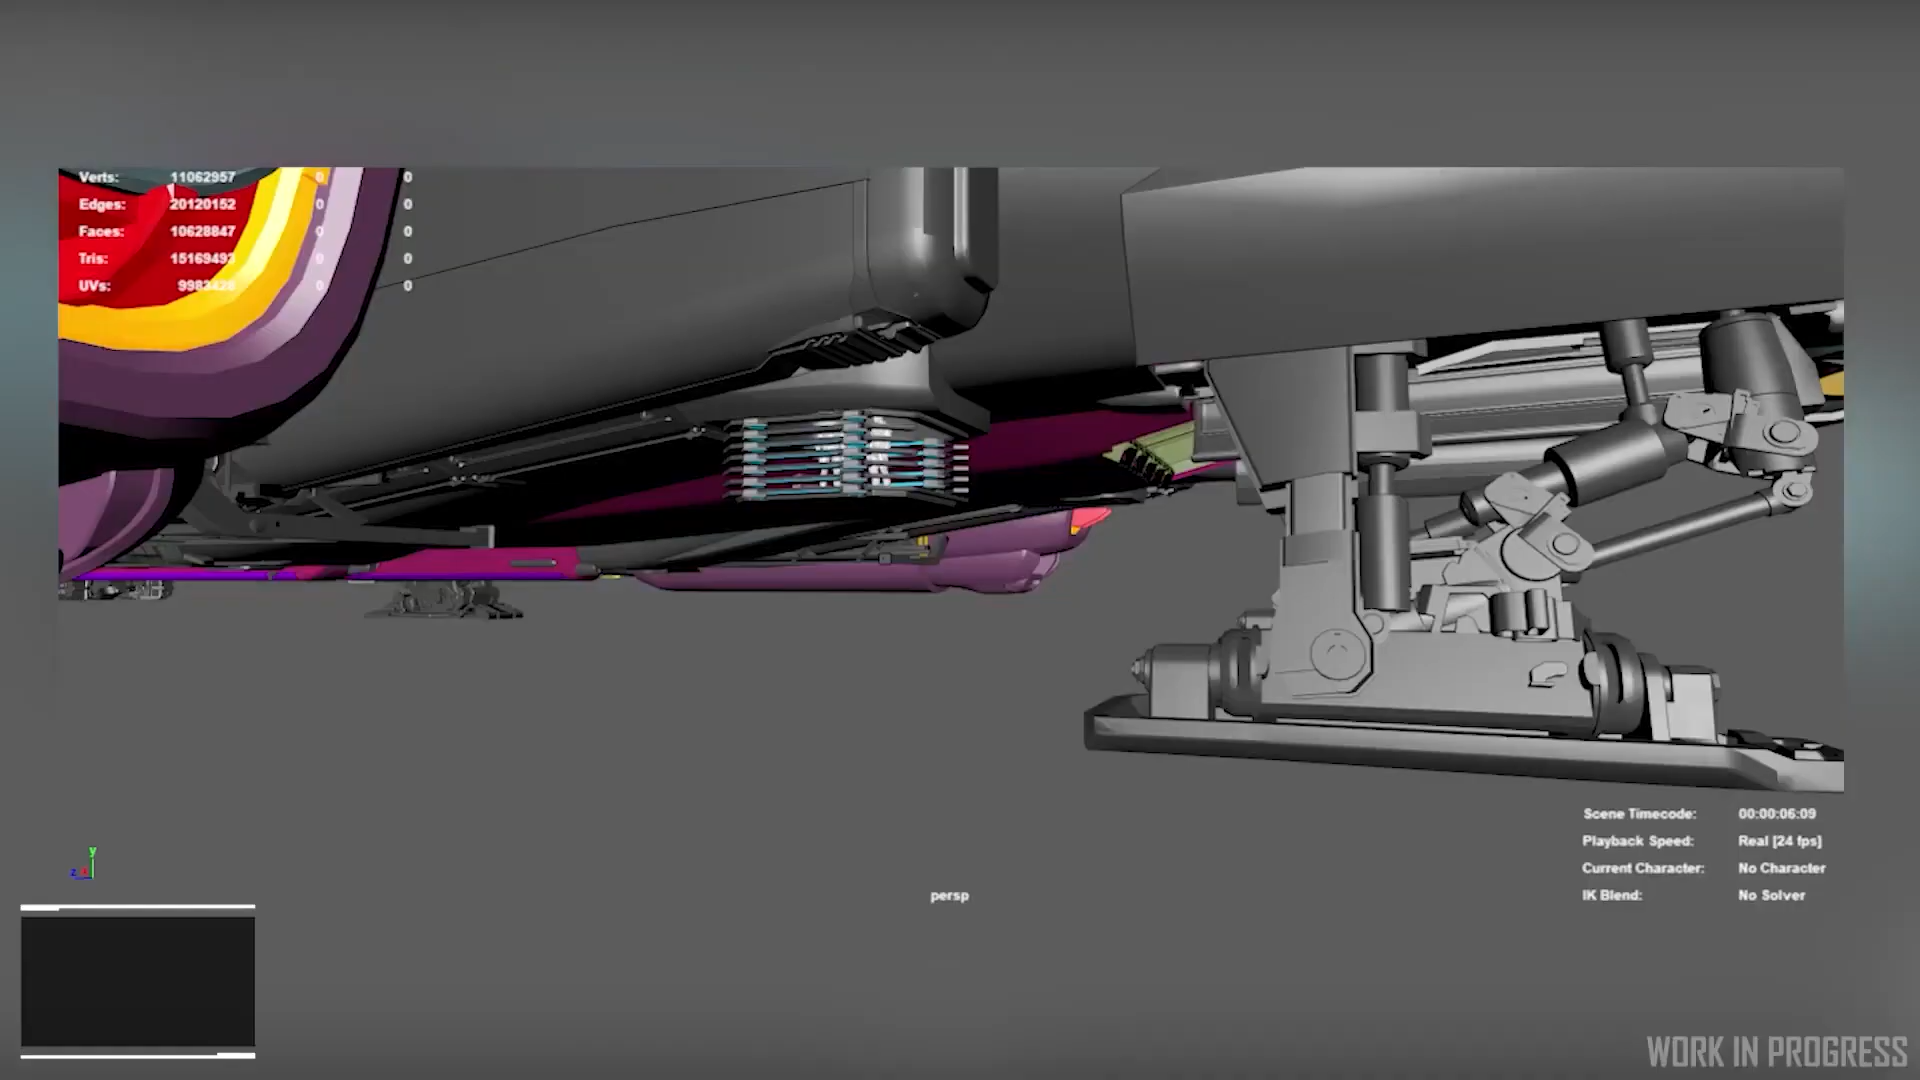 Verts: 11062957 0 0
Edges: 20120152 0 0
Faces: 10628847 0 0
Tris: 15169493 0 0
UVs: 9983428 0 0
Scene Timecode: 00:00:06:09
Playback Speed: Real [24 fps]
Current Character: No Character
IK Blend: No Solver
y
z
persp
WORK IN PROGRESS